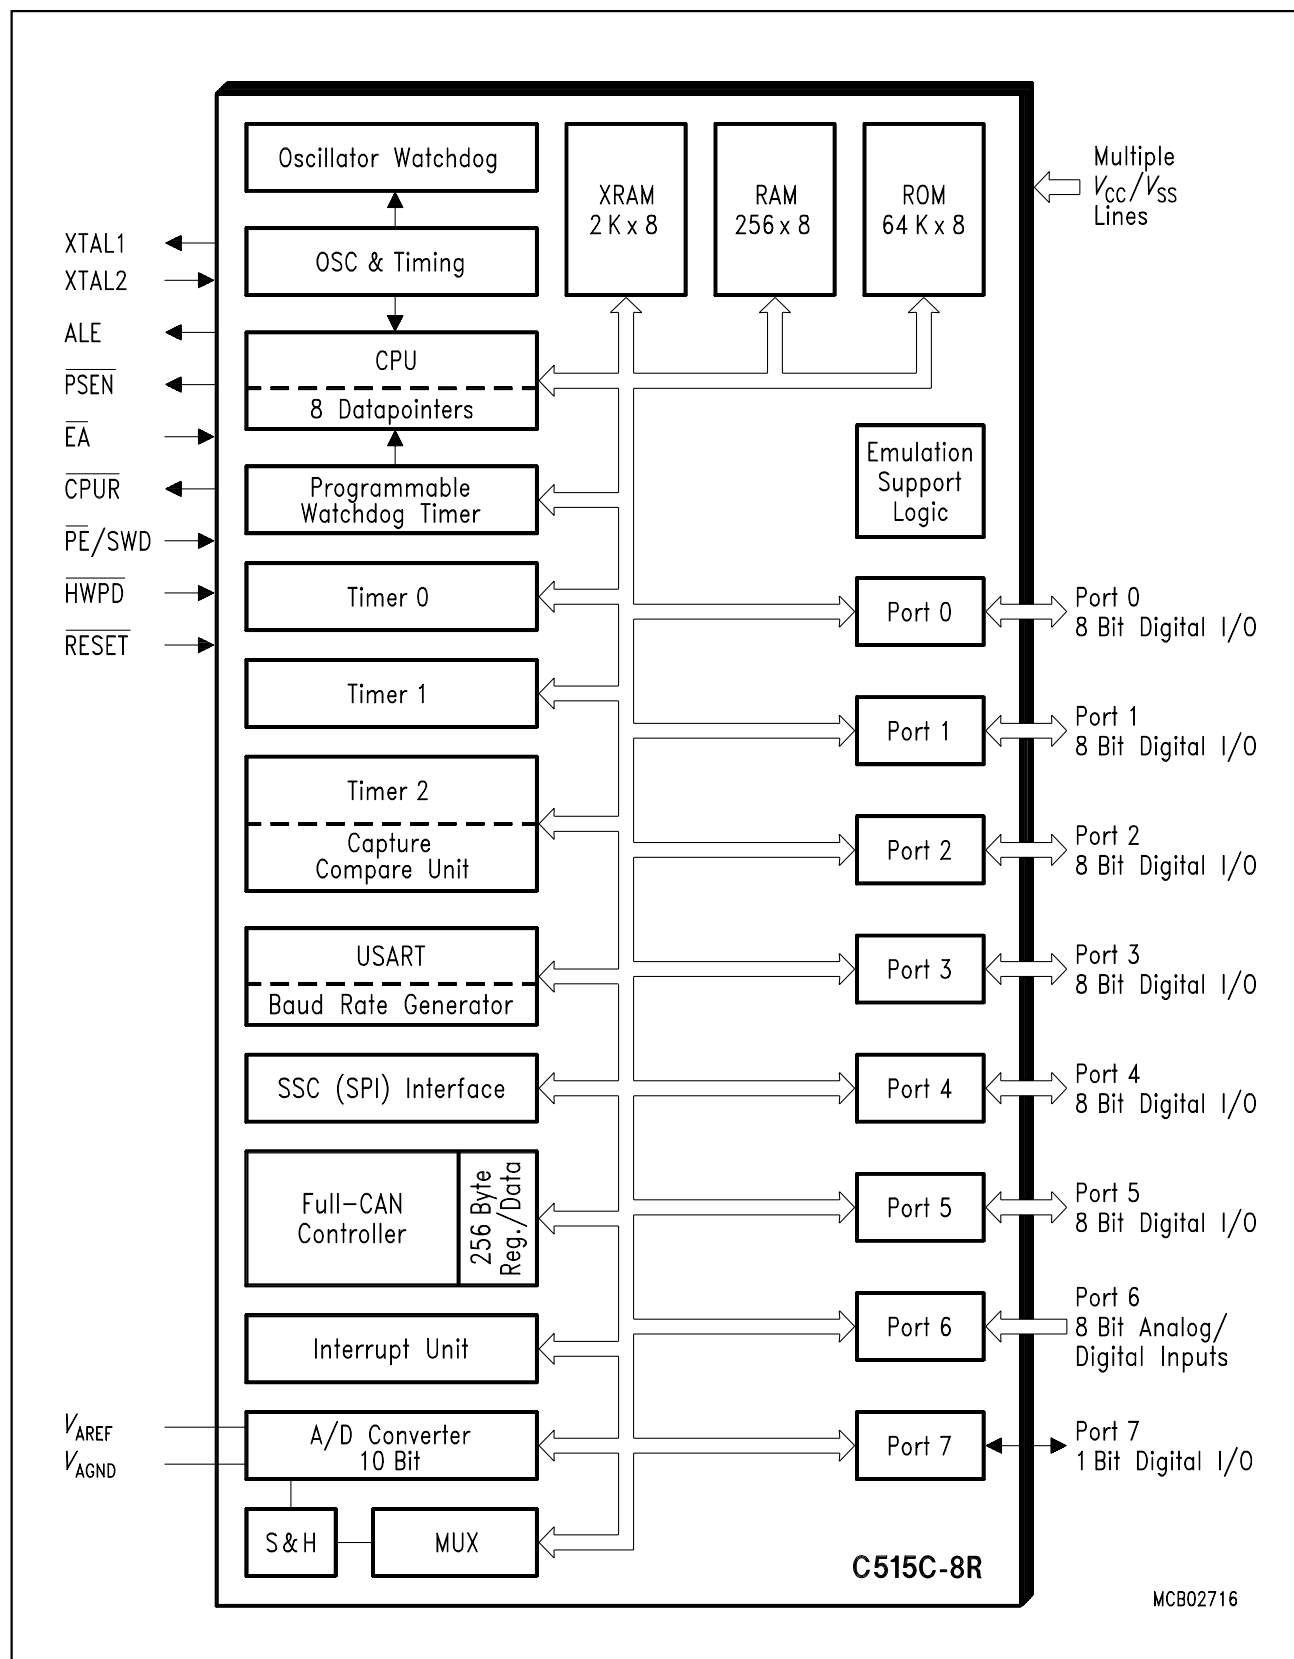 Oscillator Watchdog
XRAM
2 K x 8
RAM
256 x 8
ROM
64 K x 8
Multiple
VCC/VSS
Lines
XTAL1
XTAL2
OSC & Timing
ALE
PSEN
EA
CPUR
PE/SWD
HWPD
RESET
CPU
8 Datapointers
Programmable
Watchdog Timer
Emulation
Support
Logic
Timer 0
Port 0
Port 0
8 Bit Digital I/O
Timer 1
Port 1
Port 1
8 Bit Digital I/O
Timer 2
Capture
Compare Unit
Port 2
Port 2
8 Bit Digital I/O
USART
Baud Rate Generator
Port 3
Port 3
8 Bit Digital I/O
SSC (SPI) Interface
Port 4
Port 4
8 Bit Digital I/O
Full-CAN
Controller
256 Byte
Reg./Data
Port 5
Port 5
8 Bit Digital I/O
Interrupt Unit
Port 6
Port 6
8 Bit Analog/
Digital Inputs
VAREF
VAGND
A/D Converter
10 Bit
Port 7
Port 7
1 Bit Digital I/O
S&H
MUX
C515C-8R
MCB02716